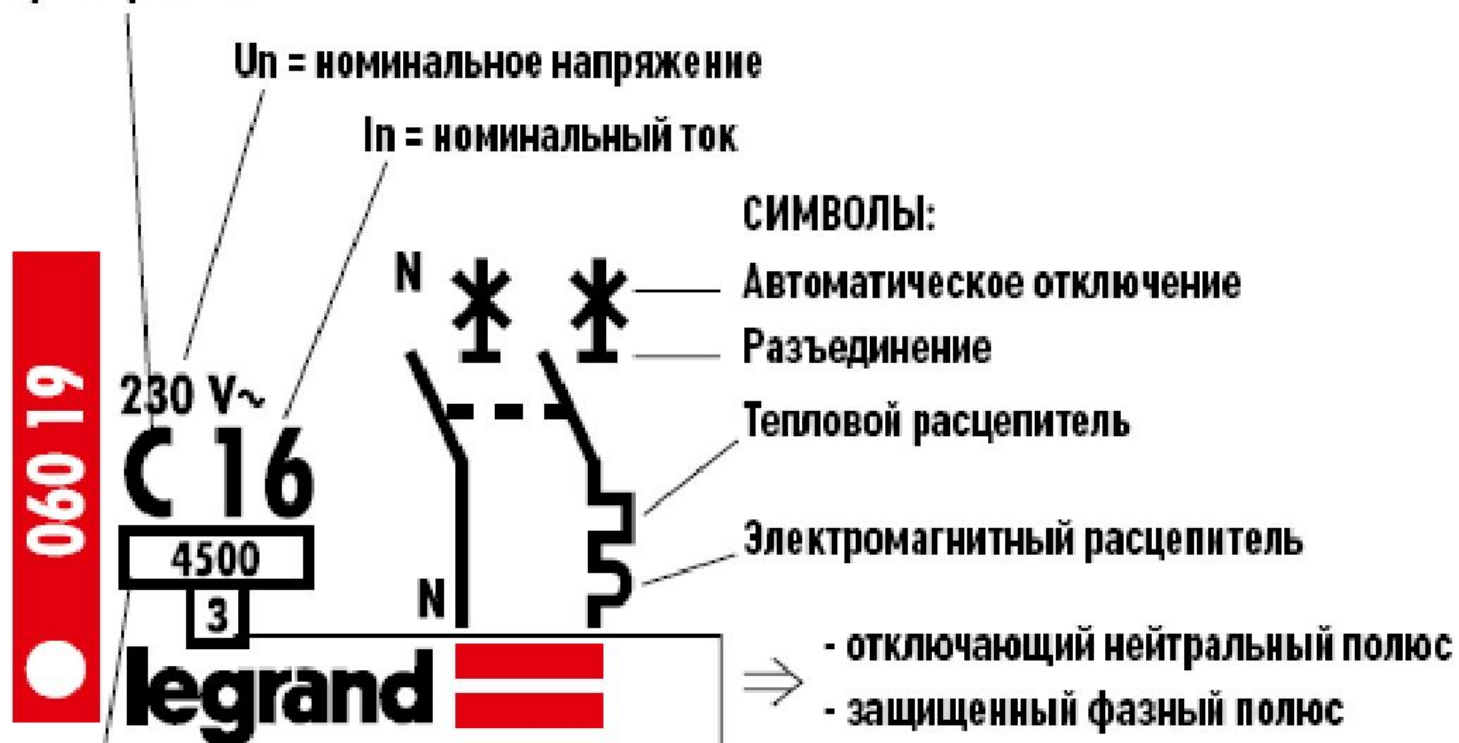 Un = номинальное напряжение
In = номинальный ток
СИМВОЛЫ:
N
Автоматическое отключение
Разъединение
060 19
230 V~
C 16
Тепловой расцепитель
4500
Электромагнитный расцепитель
3
N
legrand
- отключающий нейтральный полюс
- защищенный фазный полюс